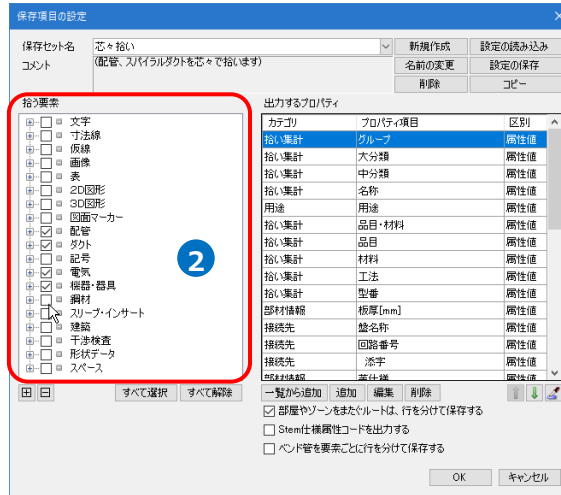 保存項目の設定
保存セット名 芯々拾い 新規作成 設定の読み込み
コメント (配管、スパイラルダクトを芯々で拾います) 名前の変更 設定の保存
削除 コピー
拾う要素
文字
寸法線
仮線
画像
表
2D図形
3D図形
図面マーカー
配管
ダクト
記号
電気
機器・器具
鋼材
スリーブ・インサート
建築
干渉検査
形状データ
スペース
2
すべて選択 すべて解除
出力するプロパティ
カテゴリ プロパティ項目 区別
拾い集計 グループ 属性値
拾い集計 大分類 属性値
拾い集計 中分類 属性値
拾い集計 名称 属性値
用途 用途 属性値
拾い集計 品目・材料 属性値
拾い集計 品目 属性値
拾い集計 材料 属性値
拾い集計 工法 属性値
拾い集計 型番 属性値
部材情報 板厚[mm] 属性値
接続先 盤名称 属性値
接続先 回路番号 属性値
接続先 添字 属性値
一覧から追加 追加 編集 削除
部屋やゾーンをまたぐルートは、行を分けて保存する
Stem仕様属性コードを出力する
ベンド管を要素ごとに行を分けて保存する
OK キャンセル